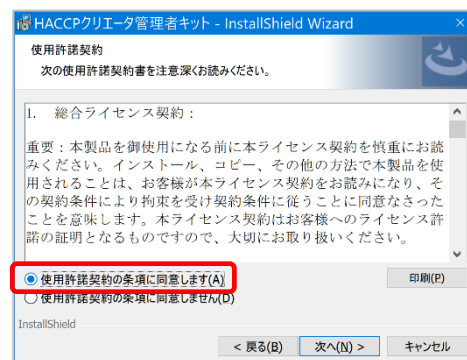 HACCPクリエータ管理者キット - InstallShield Wizard
使用許諾契約
次の使用許諾契約書を注意深くお読みください。
1. 総合ライセンス契約：
重要：本製品を御使用になる前に本ライセンス契約を慎重にお読
みください。インストール、コピー、その他の方法で本製品を使
用されることは、お客様が本ライセンス契約をお読みになり、そ
の契約条件により拘束を受け契約条件に従うことに同意なさった
ことを意味します。本ライセンス契約はお客様へのライセンス許
諾の証明となるものですので、大切にお取り扱いください。
使用許諾契約の条項に同意します(A)
印刷(P)
使用許諾契約の条項に同意しません(D)
InstallShield
< 戻る(B)
次へ(N) >
キャンセル